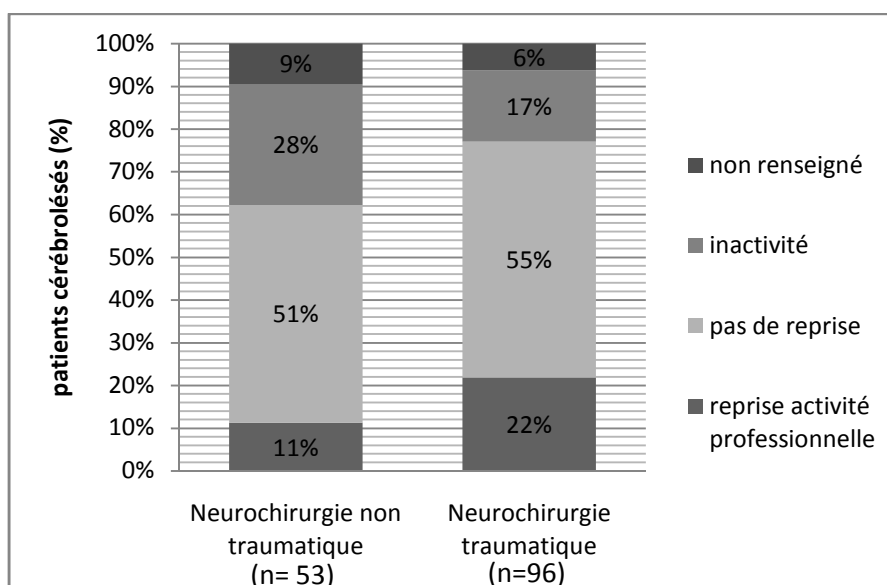 100%
90%
80%
70%
60%
50%
40%
30%
20%
10%
0%
patients cérébrolésés (%)
9%
28%
51%
11%
6%
17%
55%
22%
non renseigné
inactivité
pas de reprise
reprise activité
professionnelle
Neurochirurgie non
traumatique
(n= 53)
Neurochirurgie
traumatique
(n=96)